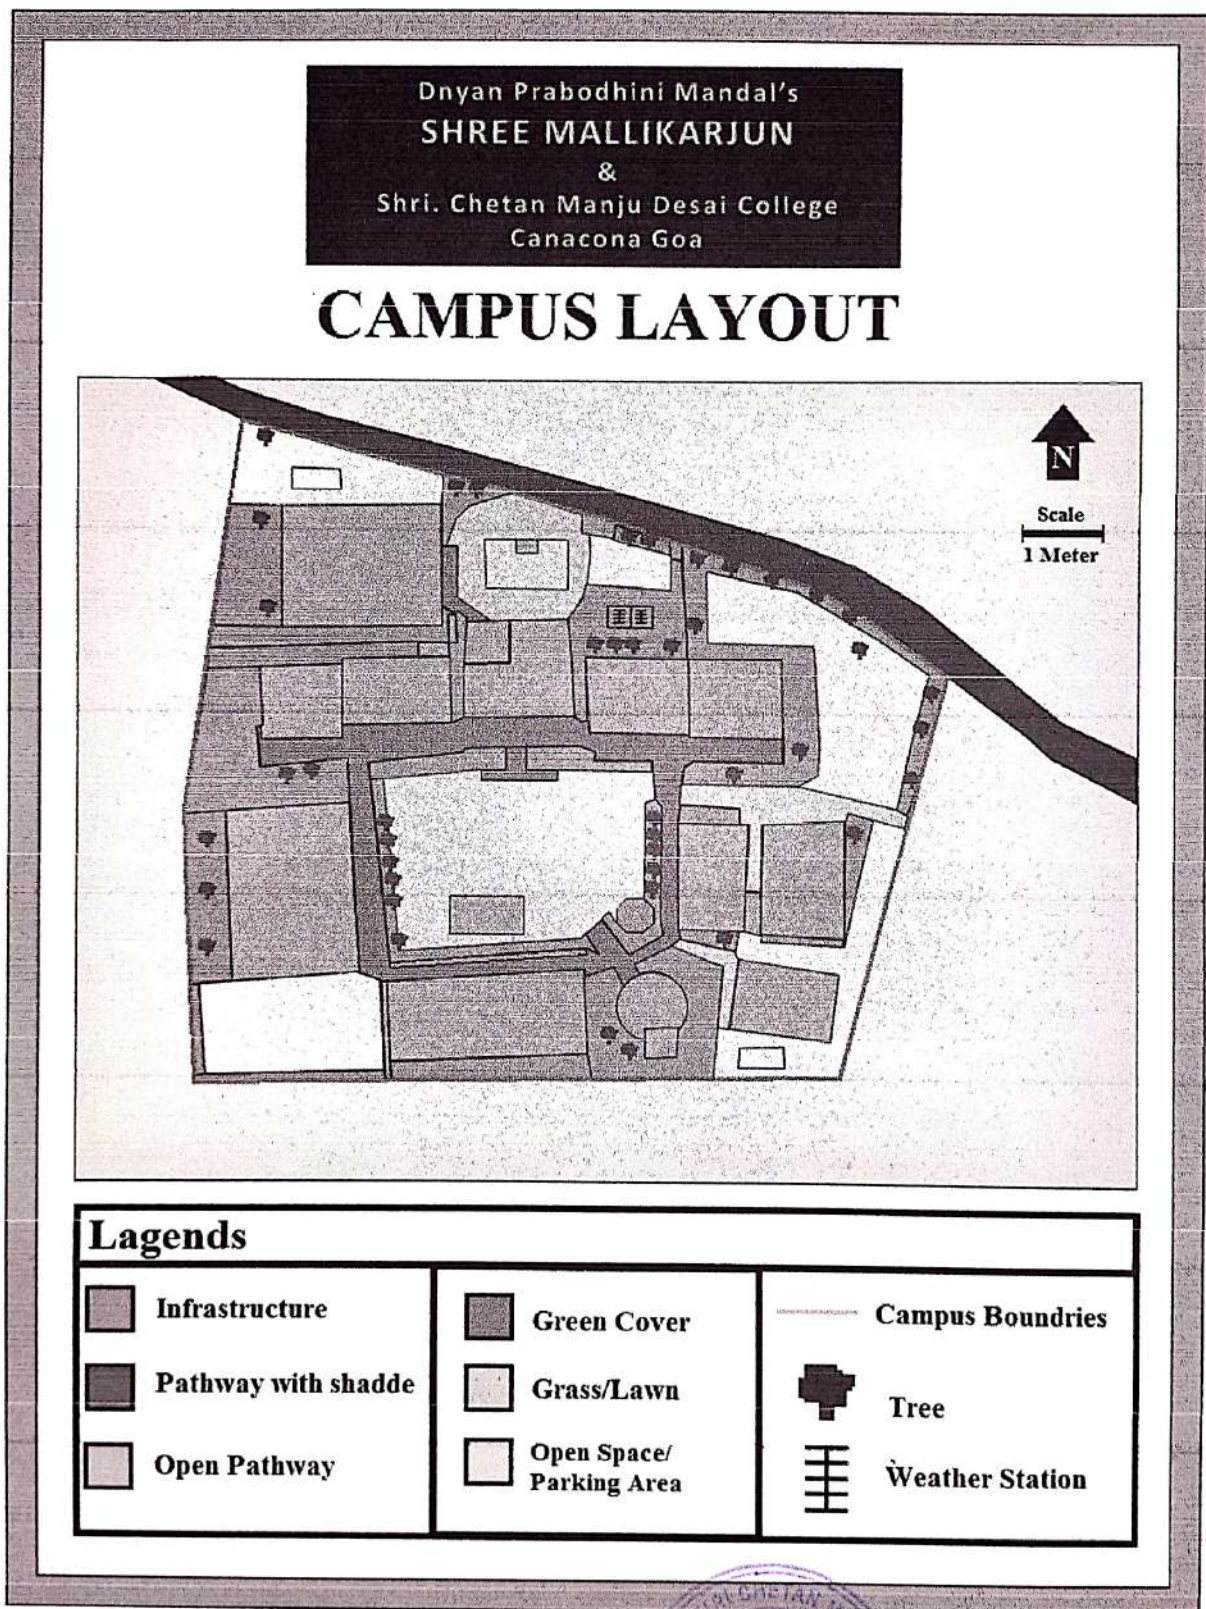 Dnyan Prabodhini Mandal's
SHREE MALLIKARJUN
&
Shri. Chetan Manju Desai College
Canacona Goa
CAMPUS LAYOUT
N
Scale
1 Meter
Lagends
Infrastructure
Pathway with shadde
Open Pathway
Green Cover
Grass/Lawn
Open Space/
Parking Area
Campus Boundries
Tree
Weather Station
CHETAN